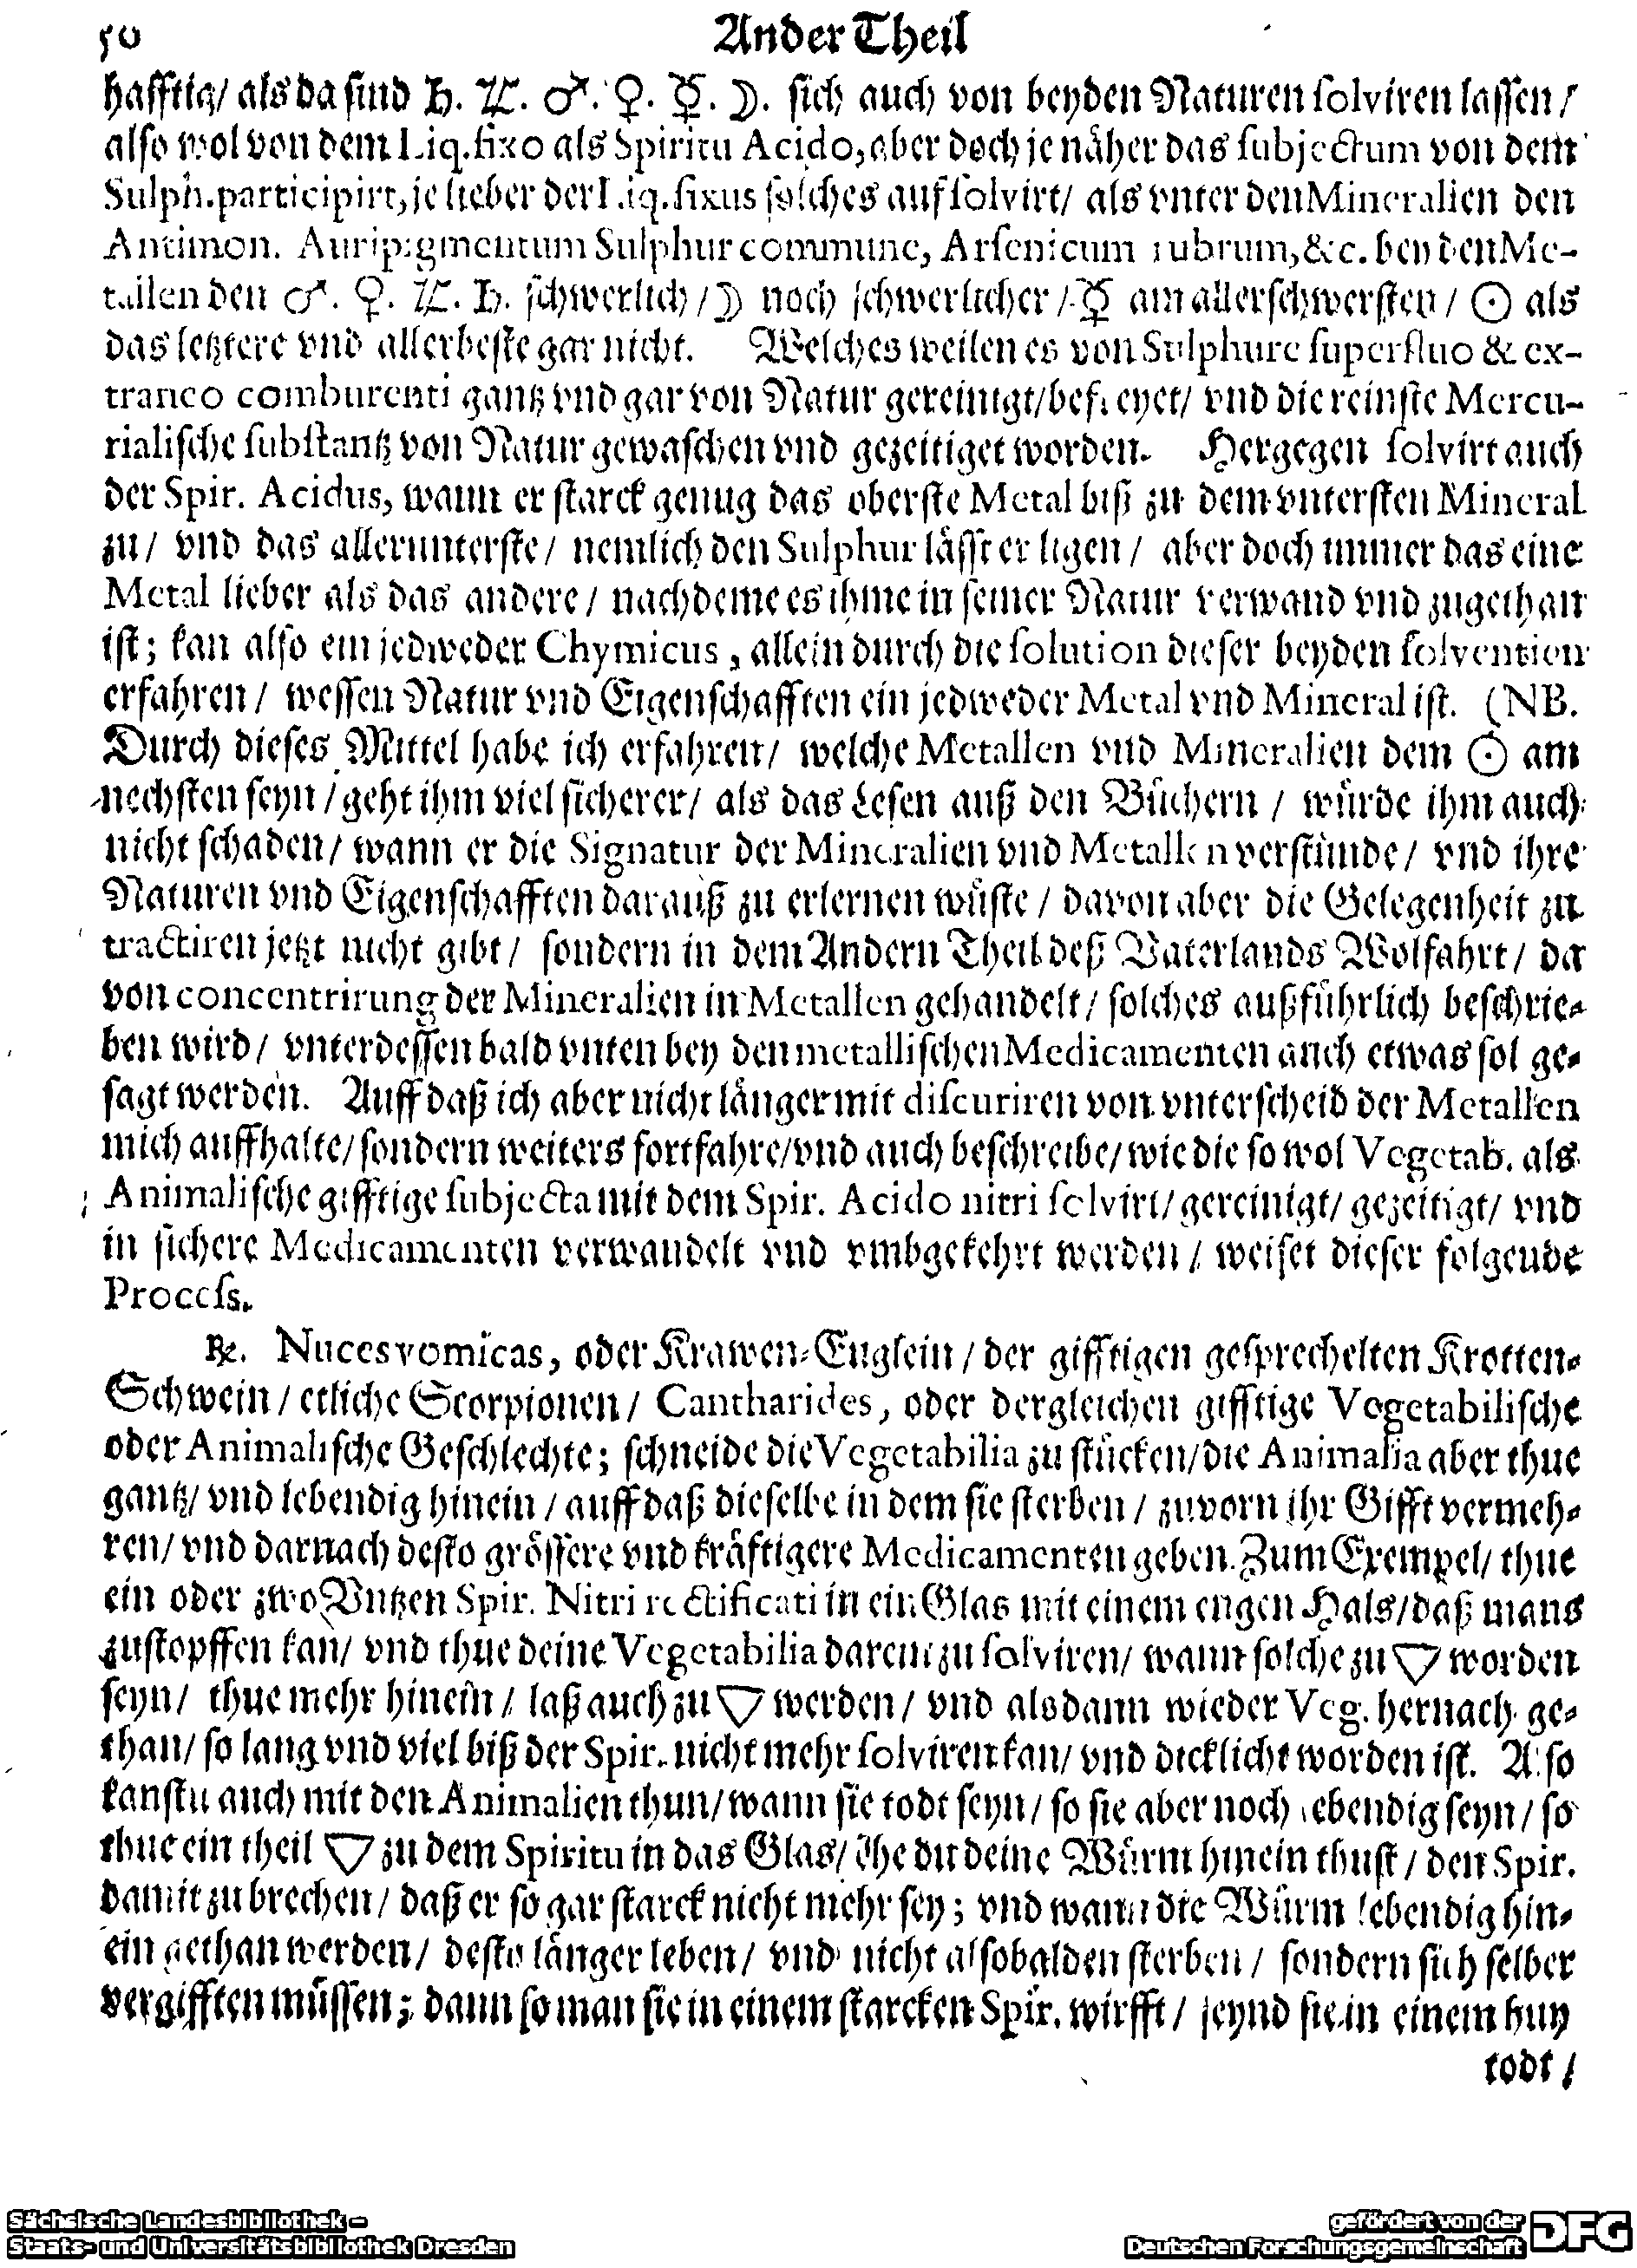 50 Ander Theil
hafftig/ als da sind ♄. ♃. ♂. ♀. ☿. ☽. sich auch von beyden Naturen solviren lassen/
also wol von dem Liq. fixo als Spiritu Acido, aber doch je näher das subjectum von dem
Sulph. participirt, je lieber der Liq. fixus solches auf solvirt/ als vnter den Mineralien den
Antimon. Auripigmentum Sulphur commune, Arsenicum rubrum, &c. bey den Me-
tallen den ♂. ♀. ♃. ♄. schwerlich/ ☽ noch schwerlicher/ ☿ am allerschwersten/ ☉ als
das letztere vnd allerbeste gar nicht. Welches weilen es von Sulphure superfluo & ex-
traneo comburenti gantz vnd gar von Natur gereinigt/ befreyet/ vnd die reinste Mercu-
rialische substantz von Natur gewaschen vnd gezeitiget worden. Hergegen solvirt auch
der Spir. Acidus, wann er starck genug das oberste Metal biß zu dem vntersten Mineral
zu/ vnd das allerunterste/ nemlich den Sulphur lässt er ligen/ aber doch immer das eine
Metal lieber als das andere/ nachdeme es ihme in seiner Natur verwand vnd zugethan
ist; kan also ein jedweder Chymicus, allein durch die solution dieser beyden solventien
erfahren/ wessen Natur vnd Eigenschafften ein jedweder Metal vnd Mineral ist. (NB.
Durch dieses Mittel habe ich erfahren/ welche Metallen vnd Mineralien dem ☉ am
nechsten seyn/ geht ihm viel sicherer/ als das Lesen auß den Büchern/ würde ihm auch
nicht schaden/ wann er die Signatur der Mineralien vnd Metallen verstünde/ vnd ihre
Naturen vnd Eigenschafften darauß zu erlernen wüste/ davon aber die Gelegenheit zu
tractiren jetzt nicht gibt/ sondern in dem Andern Theil deß Vaterlands Wolfahrt/ da
von concentrirung der Mineralien in Metallen gehandelt/ solches außführlich beschrie-
ben wird/ vnterdessen bald vnten bey den metallischen Medicamenten auch etwas sol ge-
sagt werden. Auff daß ich aber nicht länger mit discuriren von vnterscheid der Metallen
mich auffhalte/ sondern weiters fortfahre/ vnd auch beschreibe/ wie die so wol Vegetab. als
Animalische gifftige subjecta mit dem Spir. Acido nitri solvirt/ gereinigt/ gezeitigt/ vnd
in sichere Medicamenten verwandelt vnd vmbgekehrt werden/ weiset dieser folgende
Process.
℞. Nuces vomicas, oder Krawen-Euglein/ der gifftigen gesprechelten Krotten-
Schwein/ etliche Scorpionen/ Cantharides, oder dergleichen gifftige Vegetabilische
oder Animalische Geschlechte; schneide die Vegetabilia zu stücken/ die Animalia aber thue
gantz/ vnd lebendig hinein/ auff daß dieselbe in dem sie sterben/ zuvorn ihr Gifft vermeh-
ren/ vnd darnach desto grössere vnd kräftigere Medicamenten geben. Zum Exempel/ thue
ein oder zwo Vntzen Spir. Nitri rectificati in ein Glas mit einem engen Hals/ daß mans
zustopffen kan/ vnd thue deine Vegetabilia darein zu solviren/ wann solche zu ▽ worden
seyn/ thue mehr hinein/ laß auch zu ▽ werden/ vnd alsdann wieder Veg. hernach ge-
than/ so lang vnd viel biß der Spir. nicht mehr solviren kan/ vnd dicklicht worden ist. Also
kanstu auch mit den Animalien thun/ wann sie todt seyn/ so sie aber noch lebendig seyn/ so
thue ein theil ▽ zu dem Spiritu in das Glas/ ehe du deine Würm hinein thust/ den Spir.
damit zu brechen/ daß er so gar starck nicht mehr sey; vnd wann die Würm lebendig hin-
ein gethan werden/ desto länger leben/ vnd nicht alsobalden sterben/ sondern sich selber
vergifften müssen; dann so man sie in einem starcken Spir. wirfft/ seynd sie in einem huy
todt/
Sächsische Landesbibliothek –
Staats- und Universitätsbibliothek Dresden
gefördert von der
Deutschen Forschungsgemeinschaft DFG